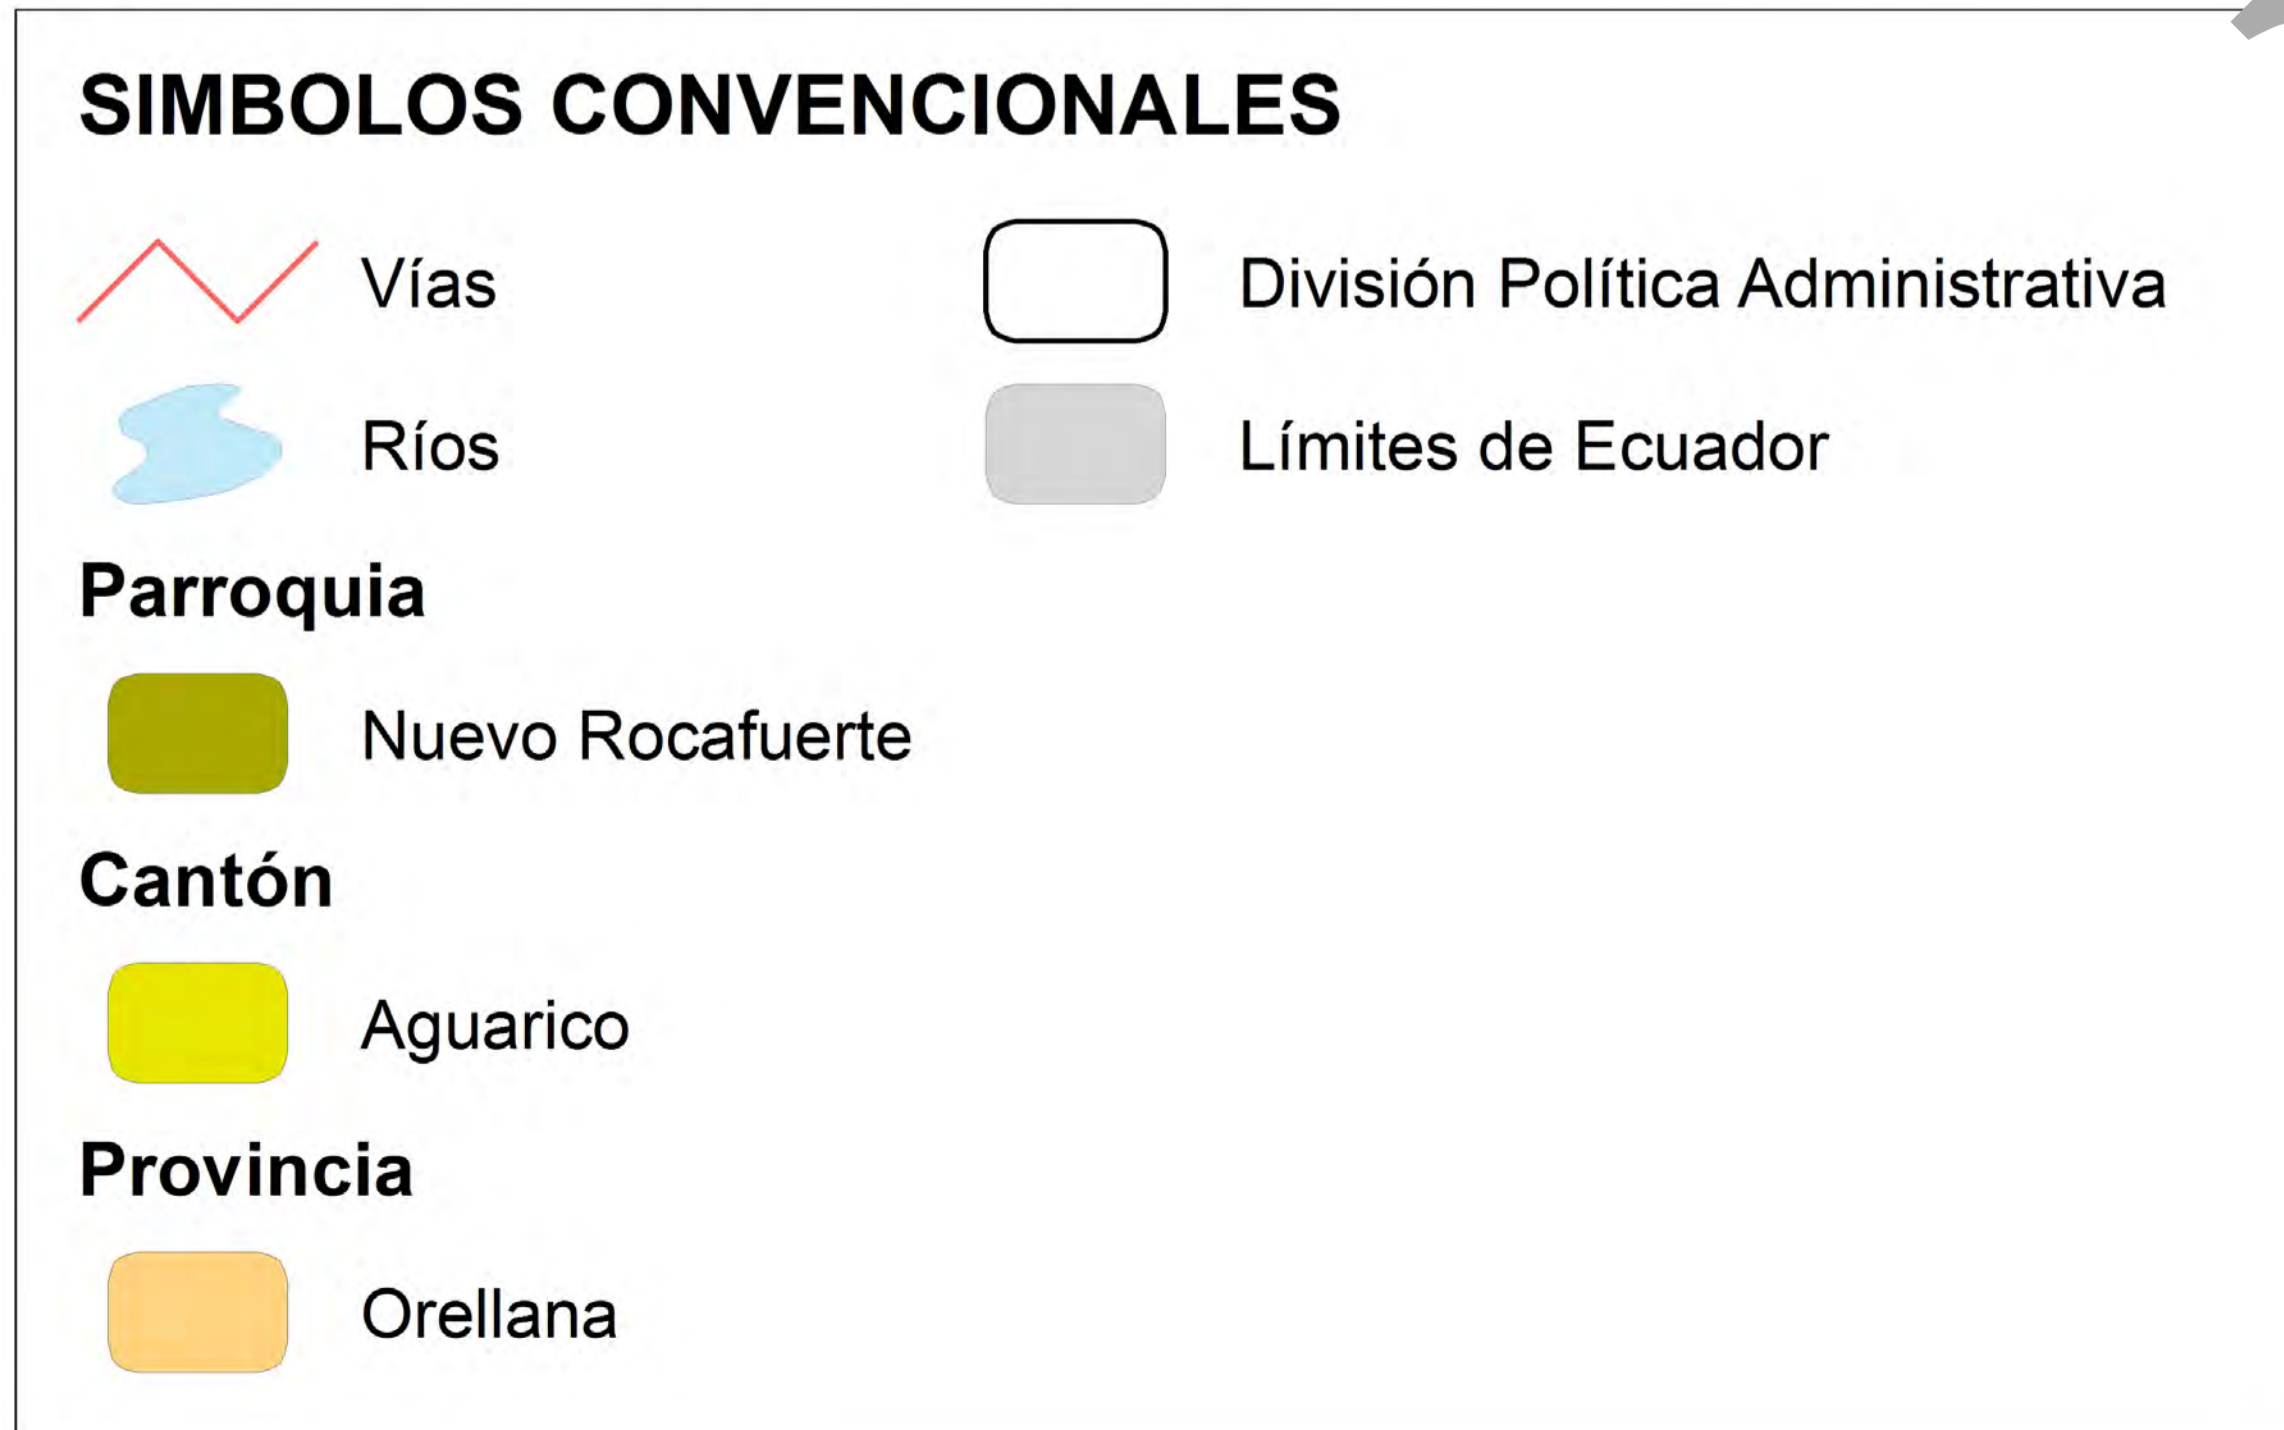 SIMBOLOS CONVENCIONALES
Vías
División Política Administrativa
Ríos
Límites de Ecuador
Parroquia
Nuevo Rocafuerte
Cantón
Aguarico
Provincia
Orellana